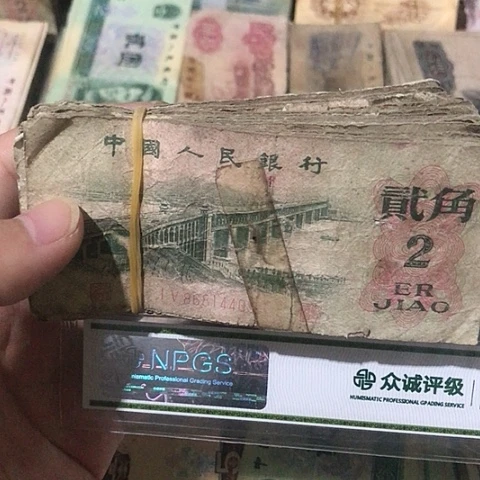 中國人民銀行
貳角
2
ER
JIAO
NPGS
Numismatic Professional Grading Service
众诚评级
NUMISMATIC PROFESSIONAL GRADING SERVICE